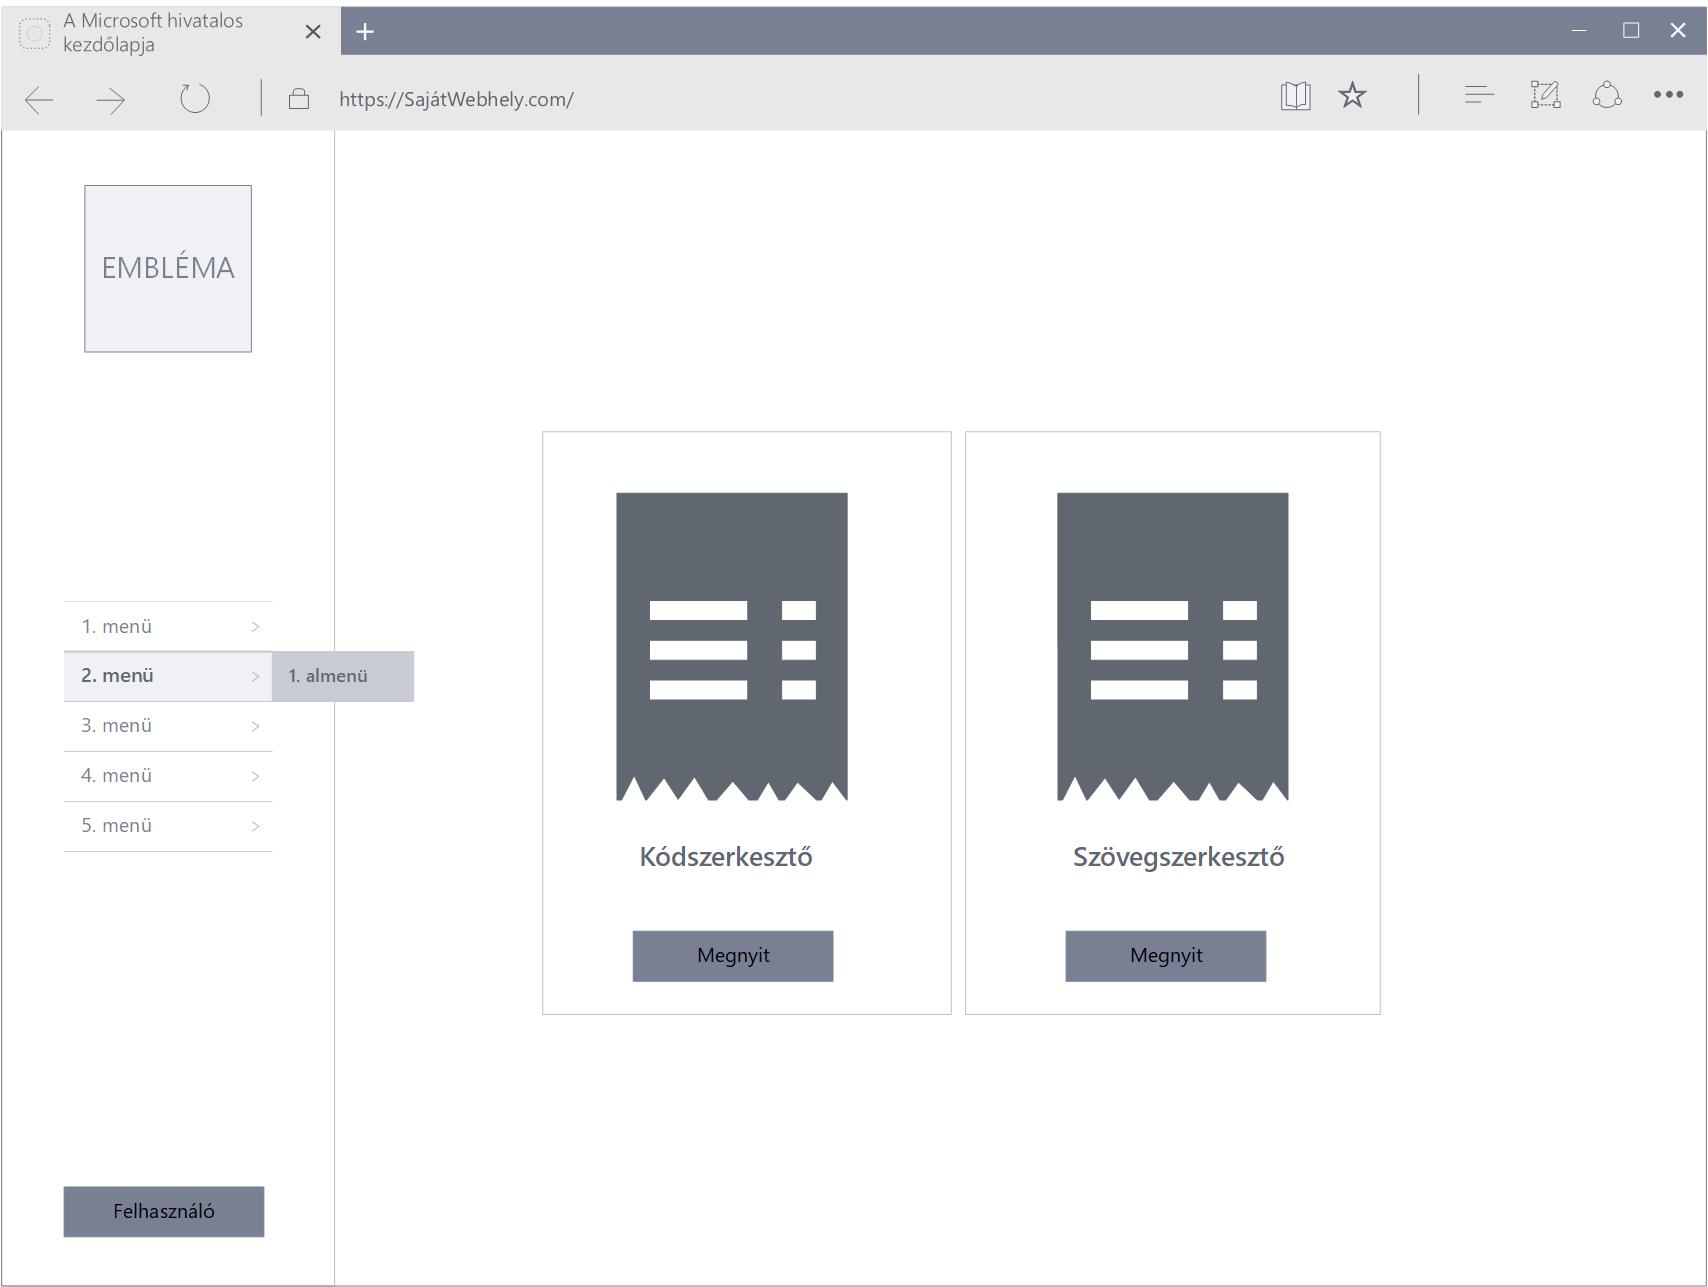 A Microsoft hivatalos
kezdőlapja
https://SajátWebhely.com/
EMBLÉMA
1. menü
2. menü
1. almenü
3. menü
4. menü
5. menü
Kódszerkesztő
Szövegszerkesztő
Megnyit
Megnyit
Felhasználó